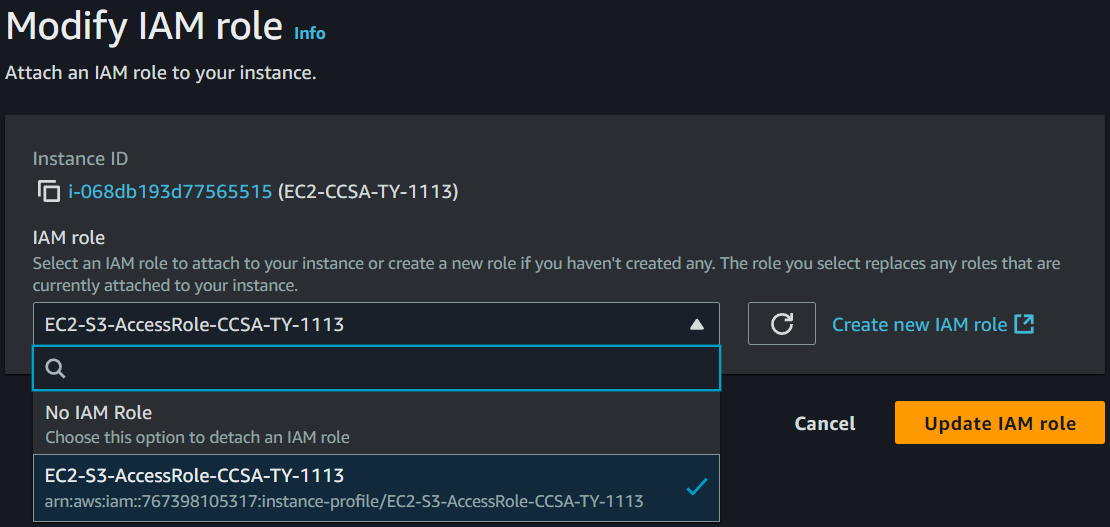 Modify IAM role Info
Attach an IAM role to your instance.
Instance ID
i-068db193d77565515 (EC2-CCSA-TY-1113)
IAM role
Select an IAM role to attach to your instance or create a new role if you haven't created any. The role you select replaces any roles that are
currently attached to your instance.
EC2-S3-AccessRole-CCSA-TY-1113
Create new IAM role
No IAM Role
Choose this option to detach an IAM role
Cancel
Update IAM role
EC2-S3-AccessRole-CCSA-TY-1113
arn:aws:iam::767398105317:instance-profile/EC2-S3-AccessRole-CCSA-TY-1113